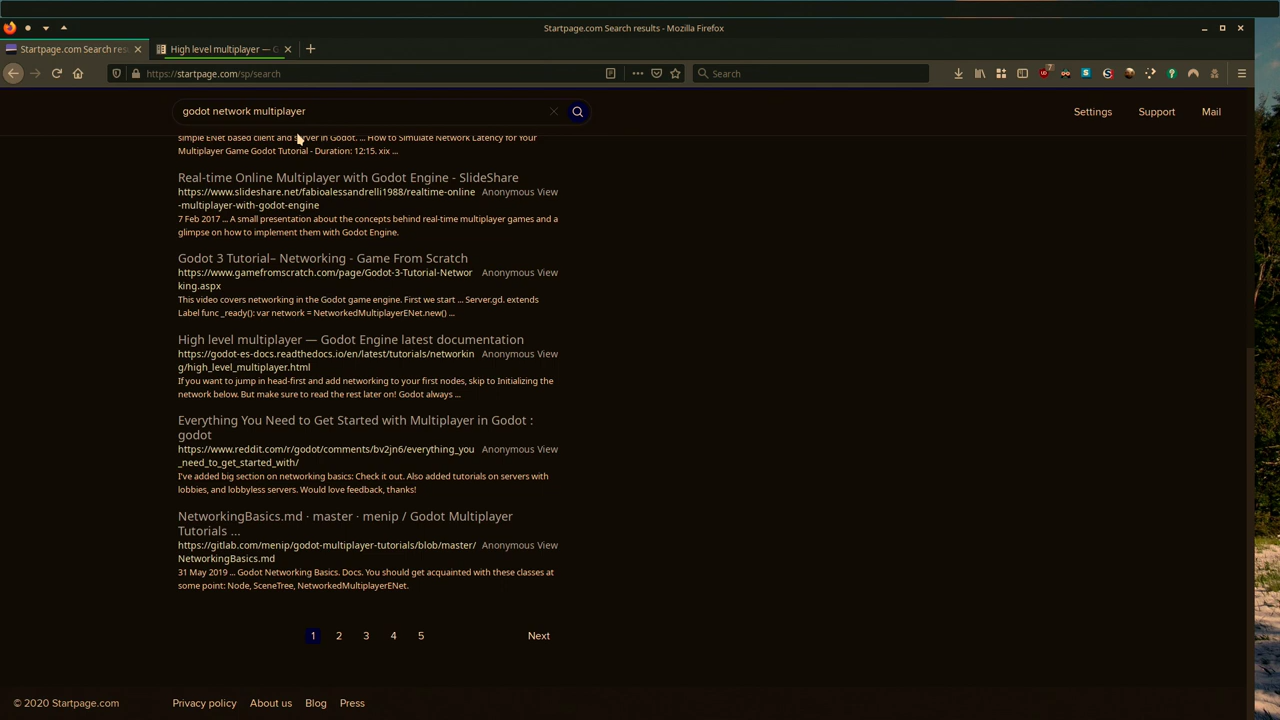 Startpage.com Search results - Mozilla Firefox
Startpage.com Search res
High level multiplayer — G
https://startpage.com/sp/search
Search
7
godot network multiplayer
Settings
Support
Mail
simple ENet based client and server in Godot. ... How to Simulate Network Latency for Your
Multiplayer Game Godot Tutorial - Duration: 12:15. xix ...
Real-time Online Multiplayer with Godot Engine - SlideShare
https://www.slideshare.net/fabioalessandrelli1988/realtime-online Anonymous View
-multiplayer-with-godot-engine
7 Feb 2017 ... A small presentation about the concepts behind real-time multiplayer games and a
glimpse on how to implement them with Godot Engine.
Godot 3 Tutorial– Networking - Game From Scratch
https://www.gamefromscratch.com/page/Godot-3-Tutorial-Networ Anonymous View
king.aspx
This video covers networking in the Godot game engine. First we start ... Server.gd. extends
Label func _ready(): var network = NetworkedMultiplayerENet.new() ...
High level multiplayer — Godot Engine latest documentation
https://godot-es-docs.readthedocs.io/en/latest/tutorials/networkin Anonymous View
g/high_level_multiplayer.html
If you want to jump in head-first and add networking to your first nodes, skip to Initializing the
network below. But make sure to read the rest later on! Godot always ...
Everything You Need to Get Started with Multiplayer in Godot :
godot
https://www.reddit.com/r/godot/comments/bv2jn6/everything_you Anonymous View
_need_to_get_started_with/
I've added big section on networking basics: Check it out. Also added tutorials on servers with
lobbies, and lobbyless servers. Would love feedback, thanks!
NetworkingBasics.md · master · menip / Godot Multiplayer
Tutorials ...
https://gitlab.com/menip/godot-multiplayer-tutorials/blob/master/ Anonymous View
NetworkingBasics.md
31 May 2019 ... Godot Networking Basics. Docs. You should get acquainted with these classes at
some point: Node, SceneTree, NetworkedMultiplayerENet.
1 2 3 4 5 Next
© 2020 Startpage.com
Privacy policy
About us
Blog
Press